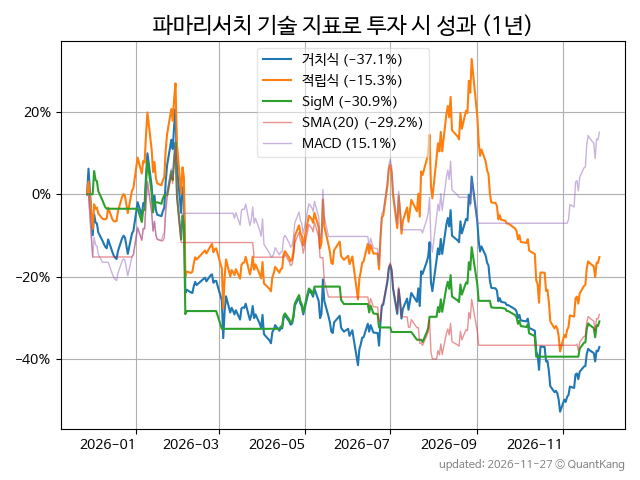 파마리서치 기술 지표로 투자 시 성과 (1년)
거치식 (−37.1%)
적립식 (−15.3%)
SigM (−30.9%)
SMA(20) (−29.2%)
MACD (15.1%)
20%
0%
−20%
−40%
2026-01 2026-03 2026-05 2026-07 2026-09 2026-11
updated: 2026-11-27 © QuantKang